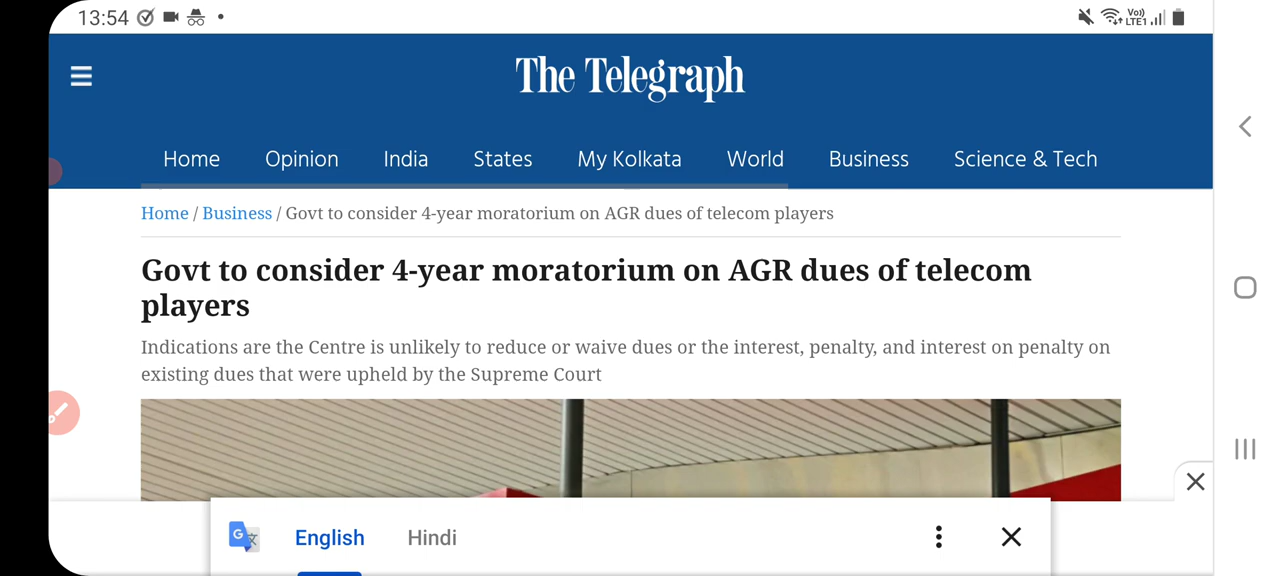 13:54
Vo))
LTE1
The Telegraph
Home Opinion India States My Kolkata World Business Science & Tech
Home / Business / Govt to consider 4-year moratorium on AGR dues of telecom players
Govt to consider 4-year moratorium on AGR dues of telecom
players
Indications are the Centre is unlikely to reduce or waive dues or the interest, penalty, and interest on penalty on
existing dues that were upheld by the Supreme Court
G 文 English Hindi